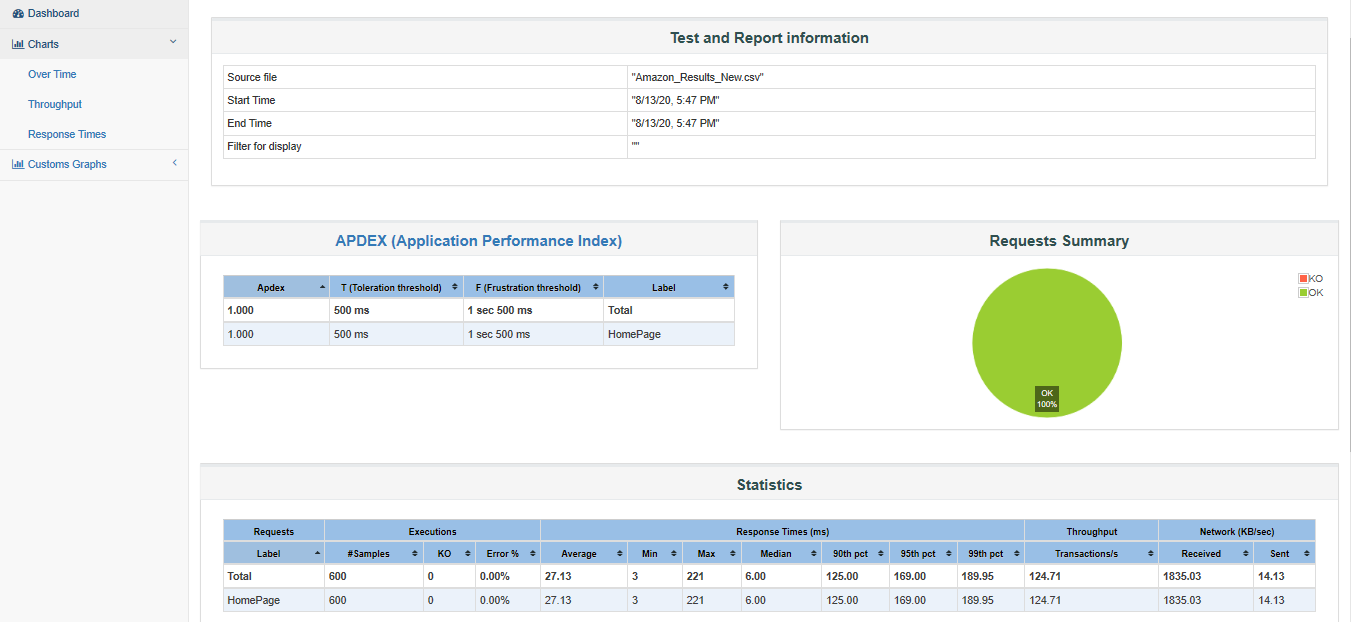 Dashboard
Charts
Over Time
Throughput
Response Times
Customs Graphs
Test and Report information
Source file "Amazon_Results_New.csv"
Start Time "8/13/20, 5:47 PM"
End Time "8/13/20, 5:47 PM"
Filter for display ""
APDEX (Application Performance Index)
Apdex T (Toleration threshold) F (Frustration threshold) Label
1.000 500 ms 1 sec 500 ms Total
1.000 500 ms 1 sec 500 ms HomePage
Requests Summary
KO
OK
OK
100%
Statistics
Requests Executions Response Times (ms) Throughput Network (KB/sec)
Label #Samples KO Error % Average Min Max Median 90th pct 95th pct 99th pct Transactions/s Received Sent
Total 600 0 0.00% 27.13 3 221 6.00 125.00 169.00 189.95 124.71 1835.03 14.13
HomePage 600 0 0.00% 27.13 3 221 6.00 125.00 169.00 189.95 124.71 1835.03 14.13